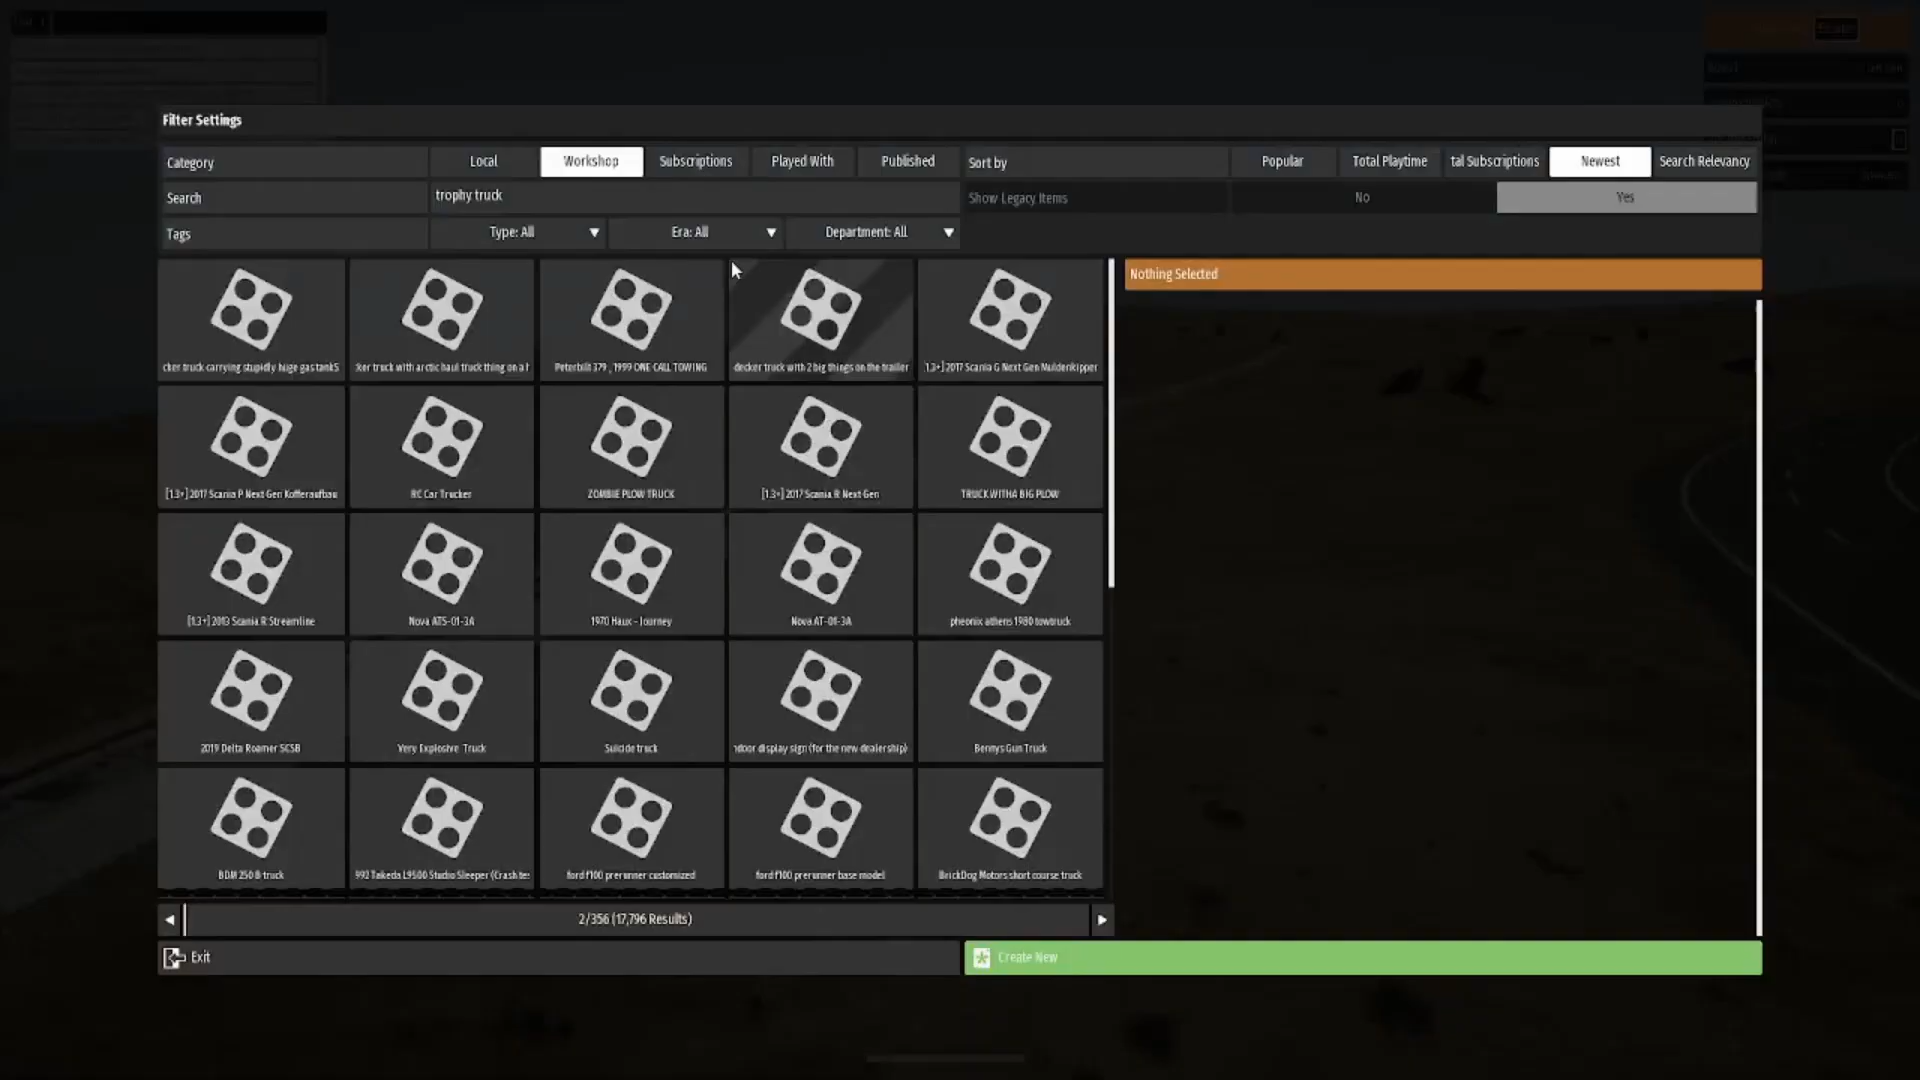 Filter Settings
Category Local Workshop Subscriptions Played With Published Sort by Popular Total Playtime tal Subscriptions Newest Search Relevancy
Search trophy truck Show Legacy Items No Yes
Tags Type: All Era: All Department: All
Nothing Selected
cker truck carrying stupidly huge gas tankS
ker truck with arctic haul truck thing on a f
Peterbilt 379 , 1999 ONE CALL TOWING
decker truck with 2 big things on the trailer
1.3+] 2017 Scania G Next Gen Muldenkipper
[1.3+] 2017 Scania P Next Gen Kofferaufbau
RC Car Trucker
ZOMBIE PLOW TRUCK
[1.3+] 2017 Scania R Next Gen
TRUCK WITH A BIG PLOW
[1.3+] 2013 Scania R Streamline
Nova ATS-01-3A
1970 Haux - Journey
Nova AT-01-3A
pheonix athens 1980 towtruck
2019 Delta Roamer SCSB
Very Explosive Truck
Suicide truck
door display sign (for the new dealership)
Bennys Gun Truck
BDM 250 B truck
992 Takeda L9500 Studio Sleeper (Crash tes
ford f100 prerunner customized
ford f100 prerunner base model
BrickDog Motors short course truck
2/356 (17,796 Results)
Exit
Create New